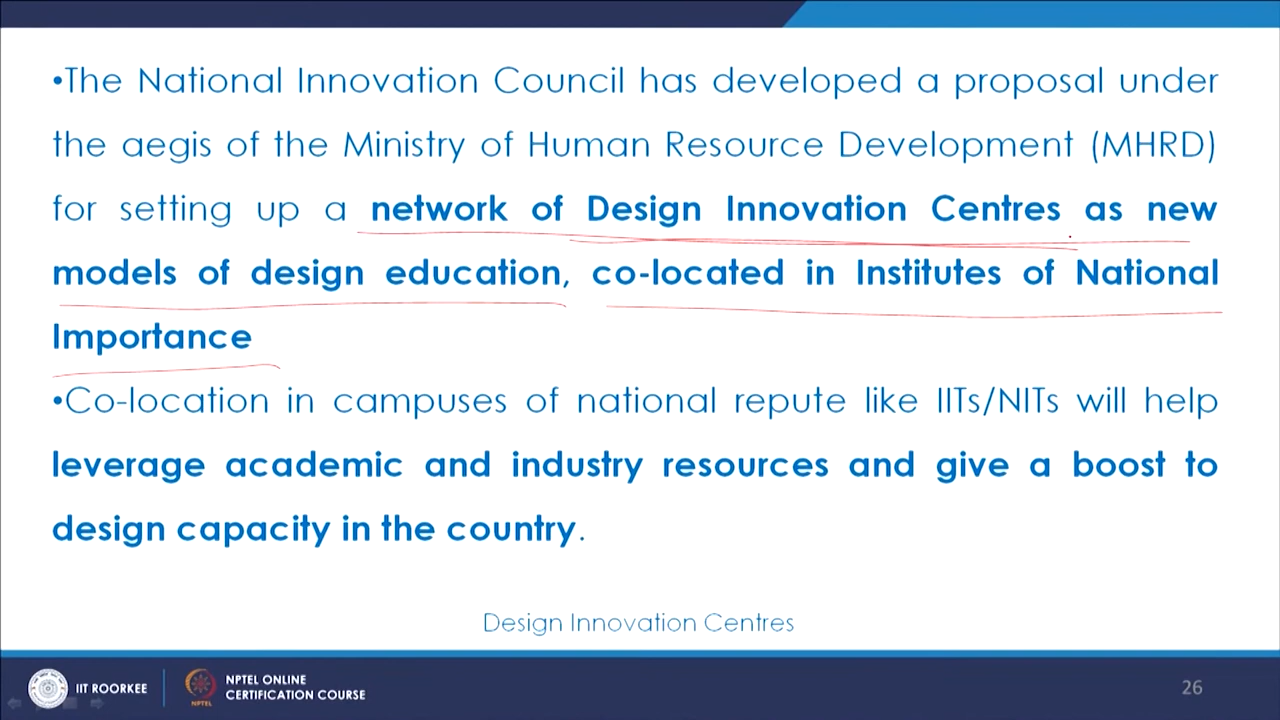 •The National Innovation Council has developed a proposal under
the aegis of the Ministry of Human Resource Development (MHRD)
for setting up a network of Design Innovation Centres as new
models of design education, co-located in Institutes of National
Importance
•Co-location in campuses of national repute like IITs/NITs will help
leverage academic and industry resources and give a boost to
design capacity in the country.
Design Innovation Centres
IIT ROORKEE
NPTEL ONLINE
CERTIFICATION COURSE
NPTEL
26